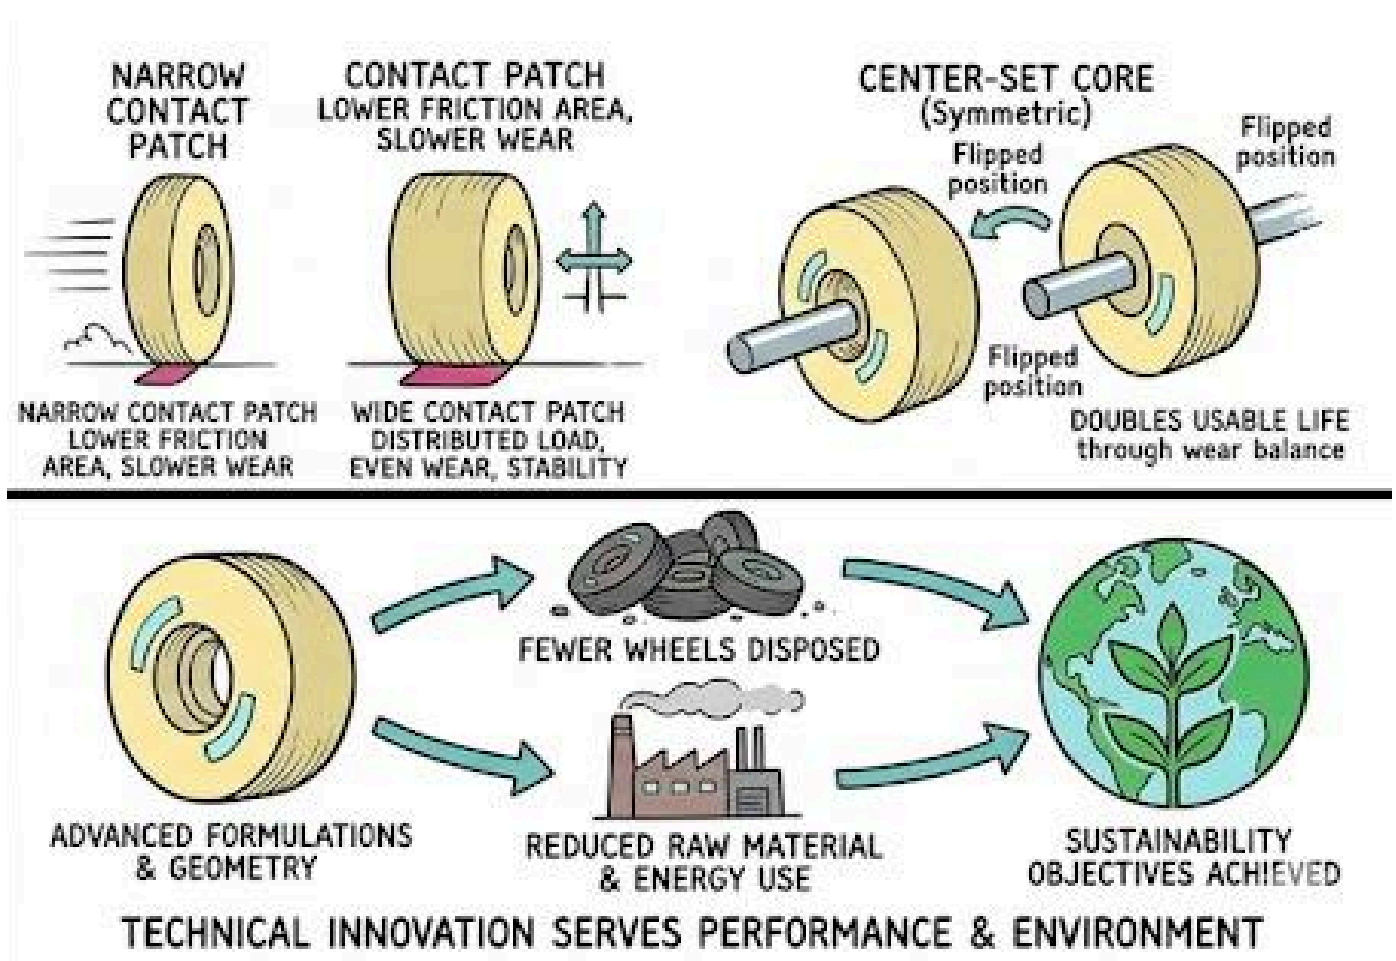 NARROW
CONTACT
PATCH
CONTACT PATCH
LOWER FRICTION AREA,
SLOWER WEAR
NARROW CONTACT PATCH
LOWER FRICTION
AREA, SLOWER WEAR
WIDE CONTACT PATCH
DISTRIBUTED LOAD,
EVEN WEAR, STABILITY
CENTER-SET CORE
(Symmetric)
Flipped
position
Flipped
position
Flipped
position
DOUBLES USABLE LIFE
through wear balance
ADVANCED FORMULATIONS
& GEOMETRY
FEWER WHEELS DISPOSED
REDUCED RAW MATERIAL
& ENERGY USE
SUSTAINABILITY
OBJECTIVES ACHIEVED
TECHNICAL INNOVATION SERVES PERFORMANCE & ENVIRONMENT